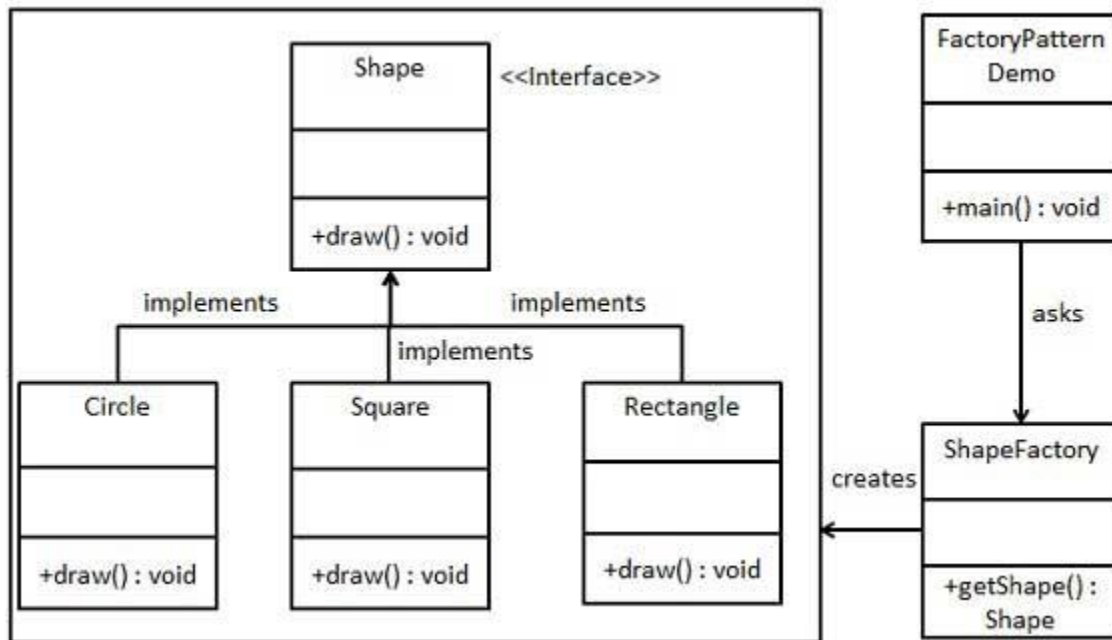 Shape
<<Interface>>
+draw() : void
FactoryPattern
Demo
+main() : void
implements
implements
implements
asks
Circle
+draw() : void
Square
+draw() : void
Rectangle
+draw() : void
creates
ShapeFactory
+getShape() :
Shape